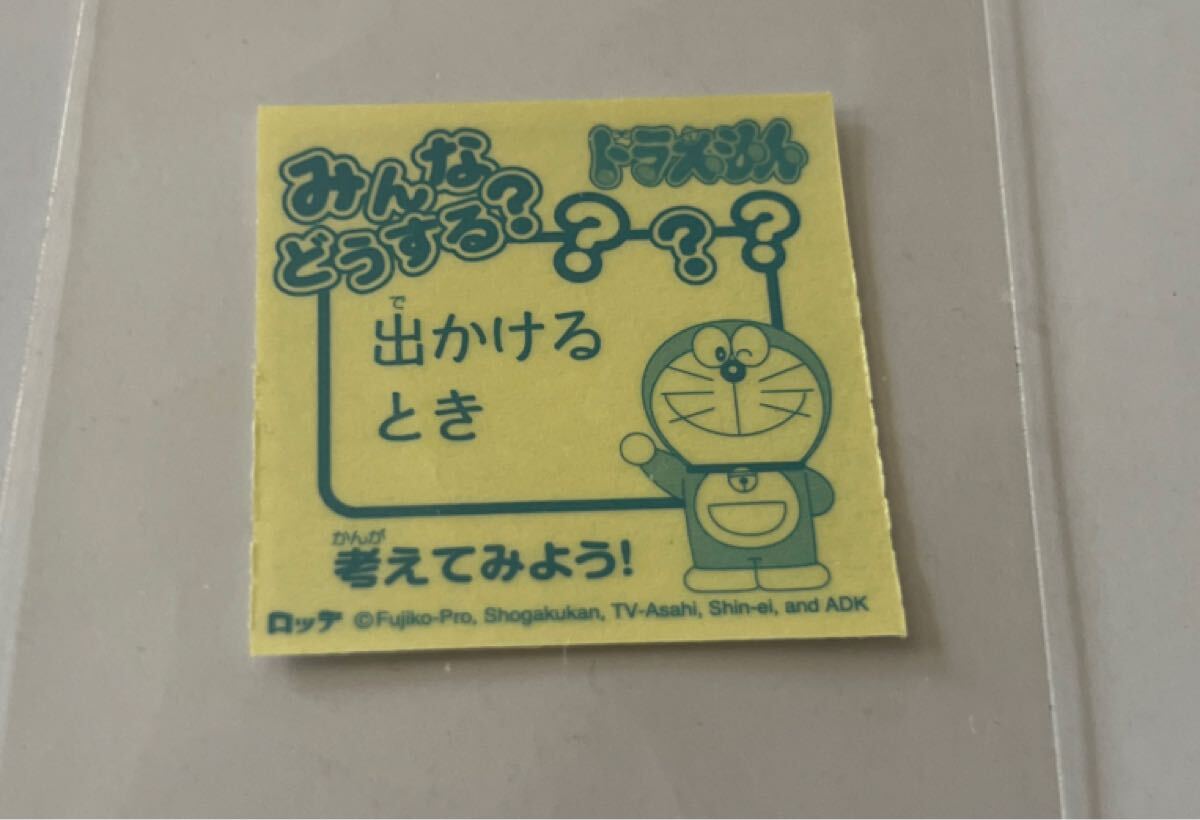 みんな
どうする?
ドラえもん
???
で
出かける
とき
かんが
考えてみよう!
ロッテ ©Fujiko-Pro, Shogakukan, TV-Asahi, Shin-ei, and ADK